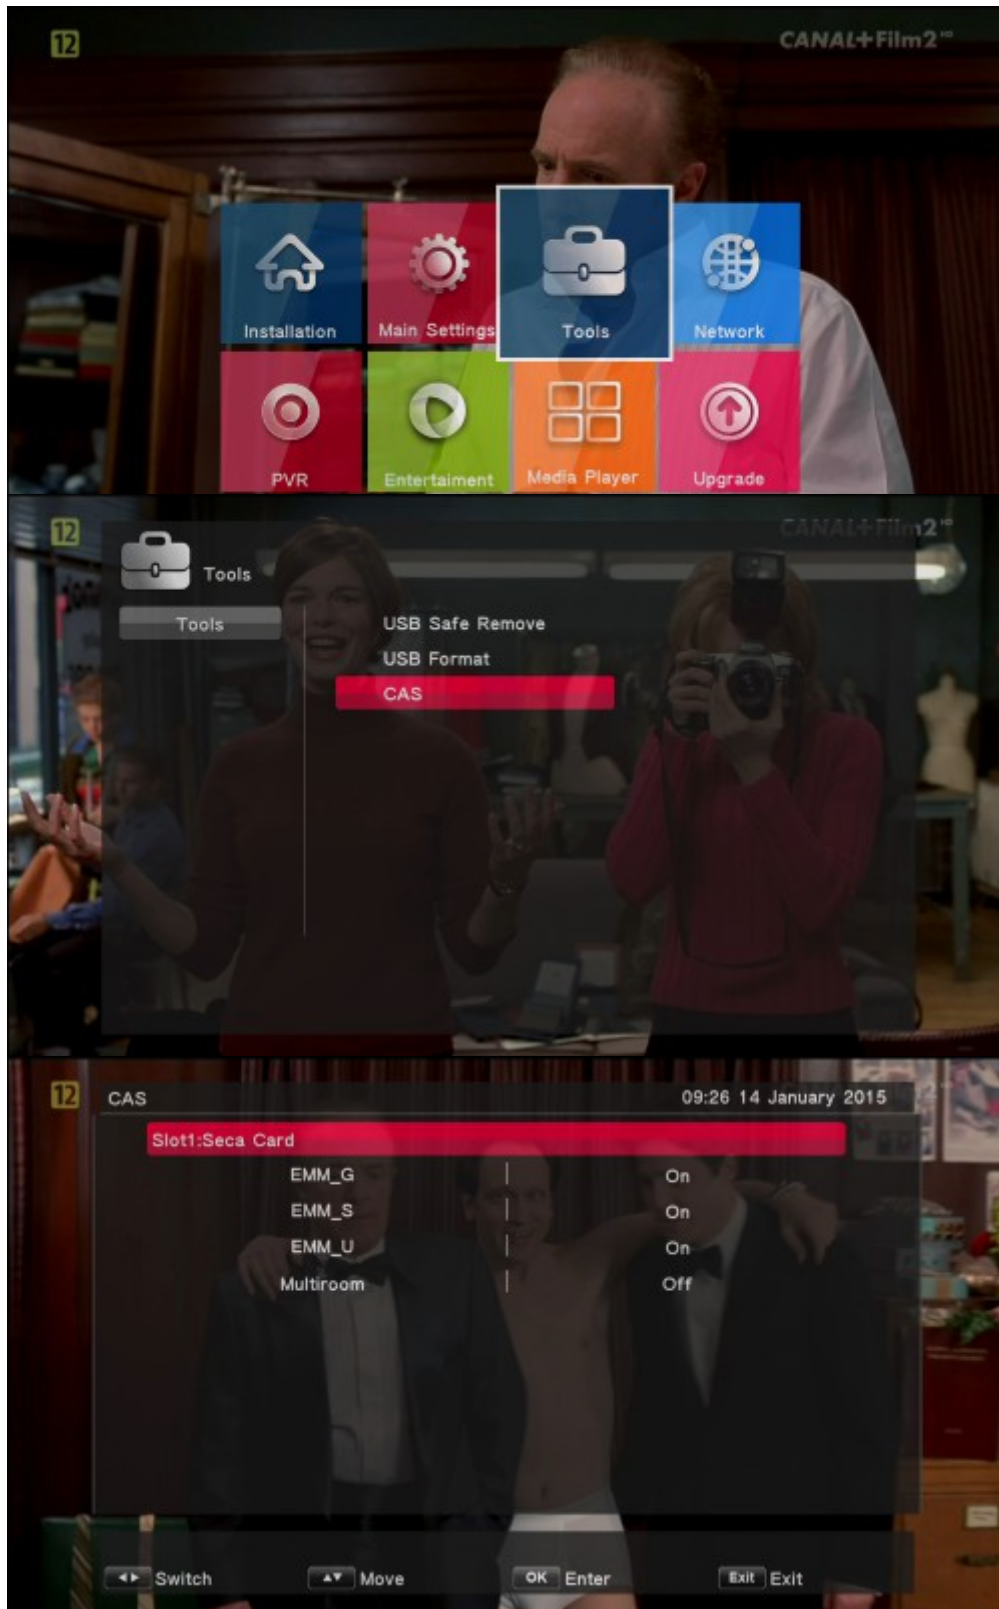 12
CANAL+ Film2 HD
Installation
Main Settings
Tools
Network
PVR
Entertaiment
Media Player
Upgrade
12
CANAL+ Film2 HD
Tools
Tools
USB Safe Remove
USB Format
CAS
12
CAS
09:26 14 January 2015
Slot1:Seca Card
EMM_G | On
EMM_S | On
EMM_U | On
Multiroom | Off
Switch
Move
OK Enter
Exit Exit